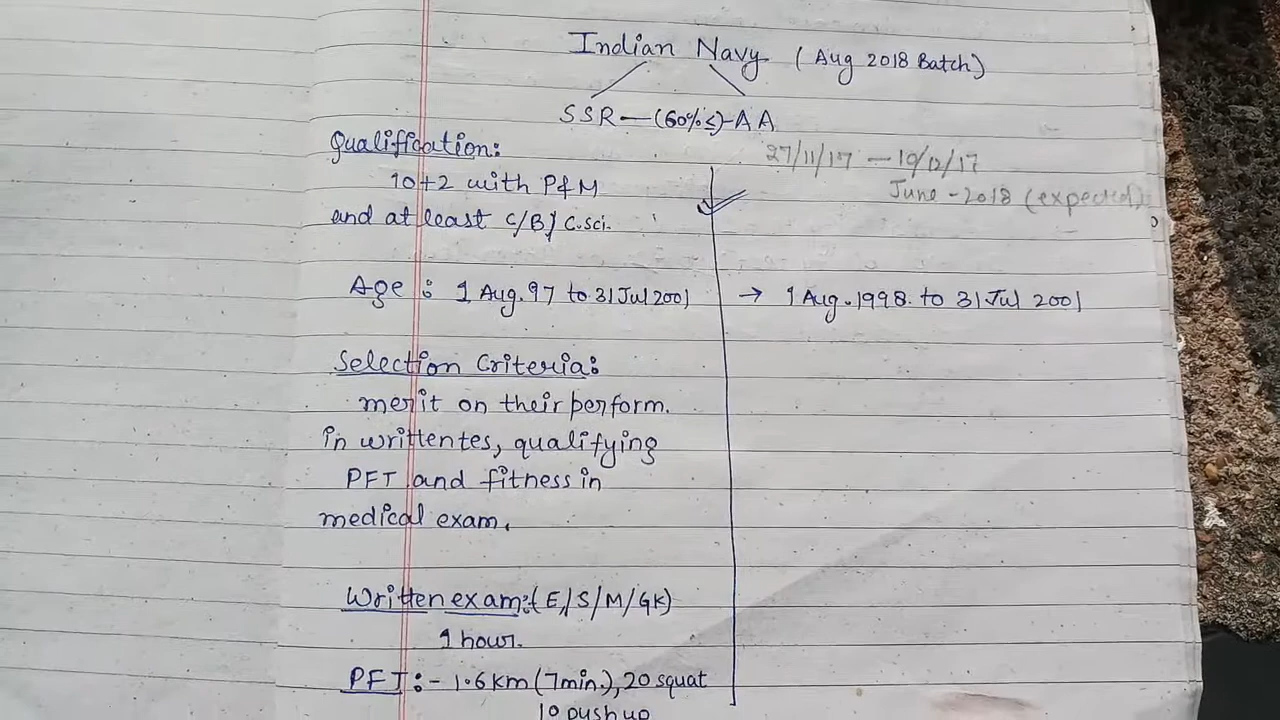 Indian Navy (Aug 2018 Batch)
SSR — (60%≤) - AA
Qualification:
27/11/17 — 10/12/17
10+2 with P&M
June - 2018 (expected)
and at least C/B/C.sci.
Age : 1 Aug. 97 to 31 Jul 2001 → 1 Aug. 1998. to 31 Jul 2001
Selection Criteria:
merit on their perform.
in writtentes, qualifying
PFT and fitness in
medical exam.
Written exam:(E/S/M/GK)
1 hour.
PFT:- 1.6 km (7min.), 20 squat
10 push up